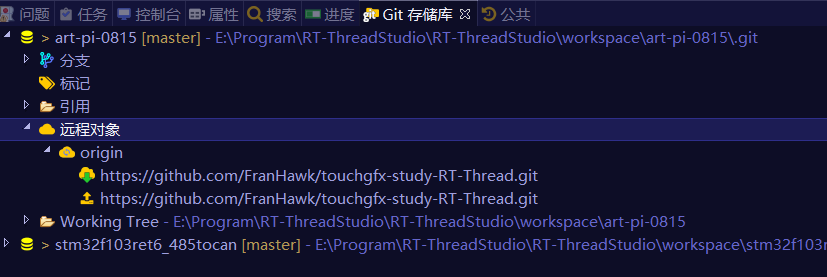 问题 任务 控制台 属性 搜索 进度 Git 存储库 公共
> art-pi-0815 [master] - E:\Program\RT-ThreadStudio\RT-ThreadStudio\workspace\art-pi-0815\.git
分支
标记
引用
远程对象
origin
https://github.com/FranHawk/touchgfx-study-RT-Thread.git
https://github.com/FranHawk/touchgfx-study-RT-Thread.git
Working Tree - E:\Program\RT-ThreadStudio\RT-ThreadStudio\workspace\art-pi-0815
> stm32f103ret6_485tocan [master] - E:\Program\RT-ThreadStudio\RT-ThreadStudio\workspace\stm32f103r